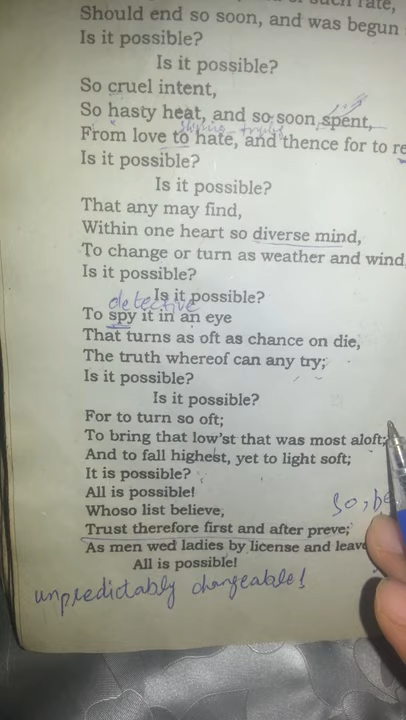 such rate,
Should end so soon, and was begun
Is it possible?
Is it possible?
So cruel intent,
So hasty heat, and so soon spent,
From love to hate, and thence for to re
Is it possible?
Is it possible?
That any may find,
Within one heart so diverse mind,
To change or turn as weather and wind
Is it possible?
Is it possible?
detective
To spy it in an eye
That turns as oft as chance on die,
The truth whereof can any try;
Is it possible?
Is it possible?
For to turn so oft;
To bring that low'st that was most aloft;
And to fall highest, yet to light soft;
It is possible?
All is possible!
Whoso list believe,
so, be
Trust therefore first and after preve;
As men wed ladies by license and leave
All is possible!
unpredictably changeable!